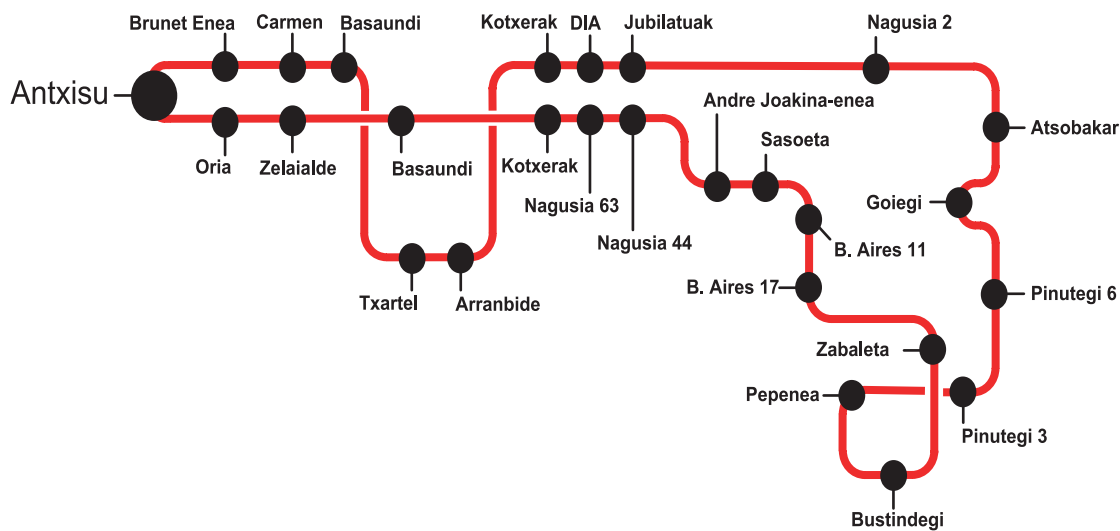 Brunet Enea
Carmen
Basaundi
Kotxerak
DIA
Jubilatuak
Nagusia 2
Antxisu
Andre Joakina-enea
Atsobakar
Sasoeta
Oria
Zelaialde
Basaundi
Kotxerak
Goiegi
Nagusia 63
Nagusia 44
B. Aires 11
B. Aires 17
Txartel
Arranbide
Pinutegi 6
Zabaleta
Pepenea
Pinutegi 3
Bustindegi